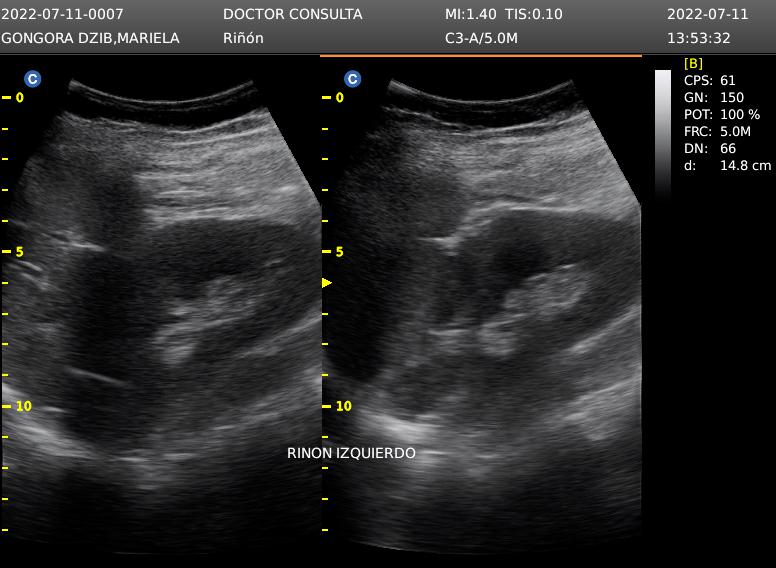 2022-07-11-0007 DOCTOR CONSULTA MI:1.40 TIS:0.10 2022-07-11
GONGORA DZIB,MARIELA Riñón C3-A/5.0M 13:53:32
C C [B]
0 0 CPS: 61
GN: 150
POT: 100 %
FRC: 5.0M
DN: 66
d: 14.8 cm
5 5
10 10
RINON IZQUIERDO